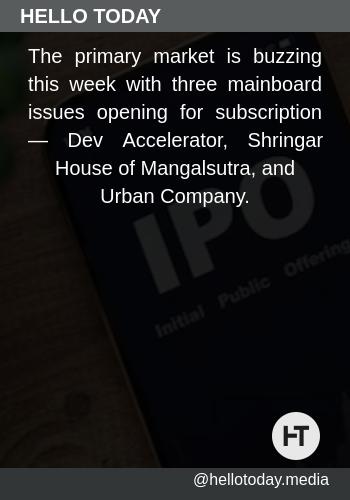 HELLO TODAY
The primary market is buzzing
this week with three mainboard
issues opening for subscription
— Dev Accelerator, Shringar
House of Mangalsutra, and
Urban Company.
IPO
Initial Public Offering
HT
@hellotoday.media